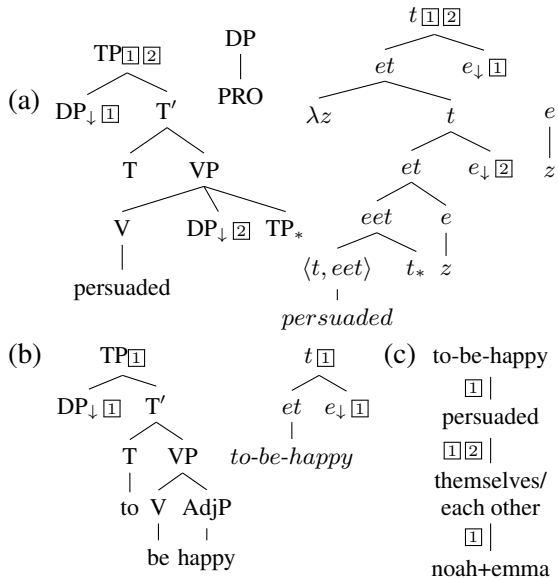 (a)
TP 1 2
DP↓ 1 T′
T VP
V DP↓ 2 TP*
persuaded
DP
PRO
t 1 2
et e↓ 1
λz t
et e↓ 2
eet e
⟨t, eet⟩ t* z
persuaded
e
z
(b)
TP 1
DP↓ 1 T′
T VP
to V AdjP
be happy
t 1
et e↓ 1
to-be-happy
(c) to-be-happy
1
persuaded
1 2
themselves/
each other
1
noah+emma